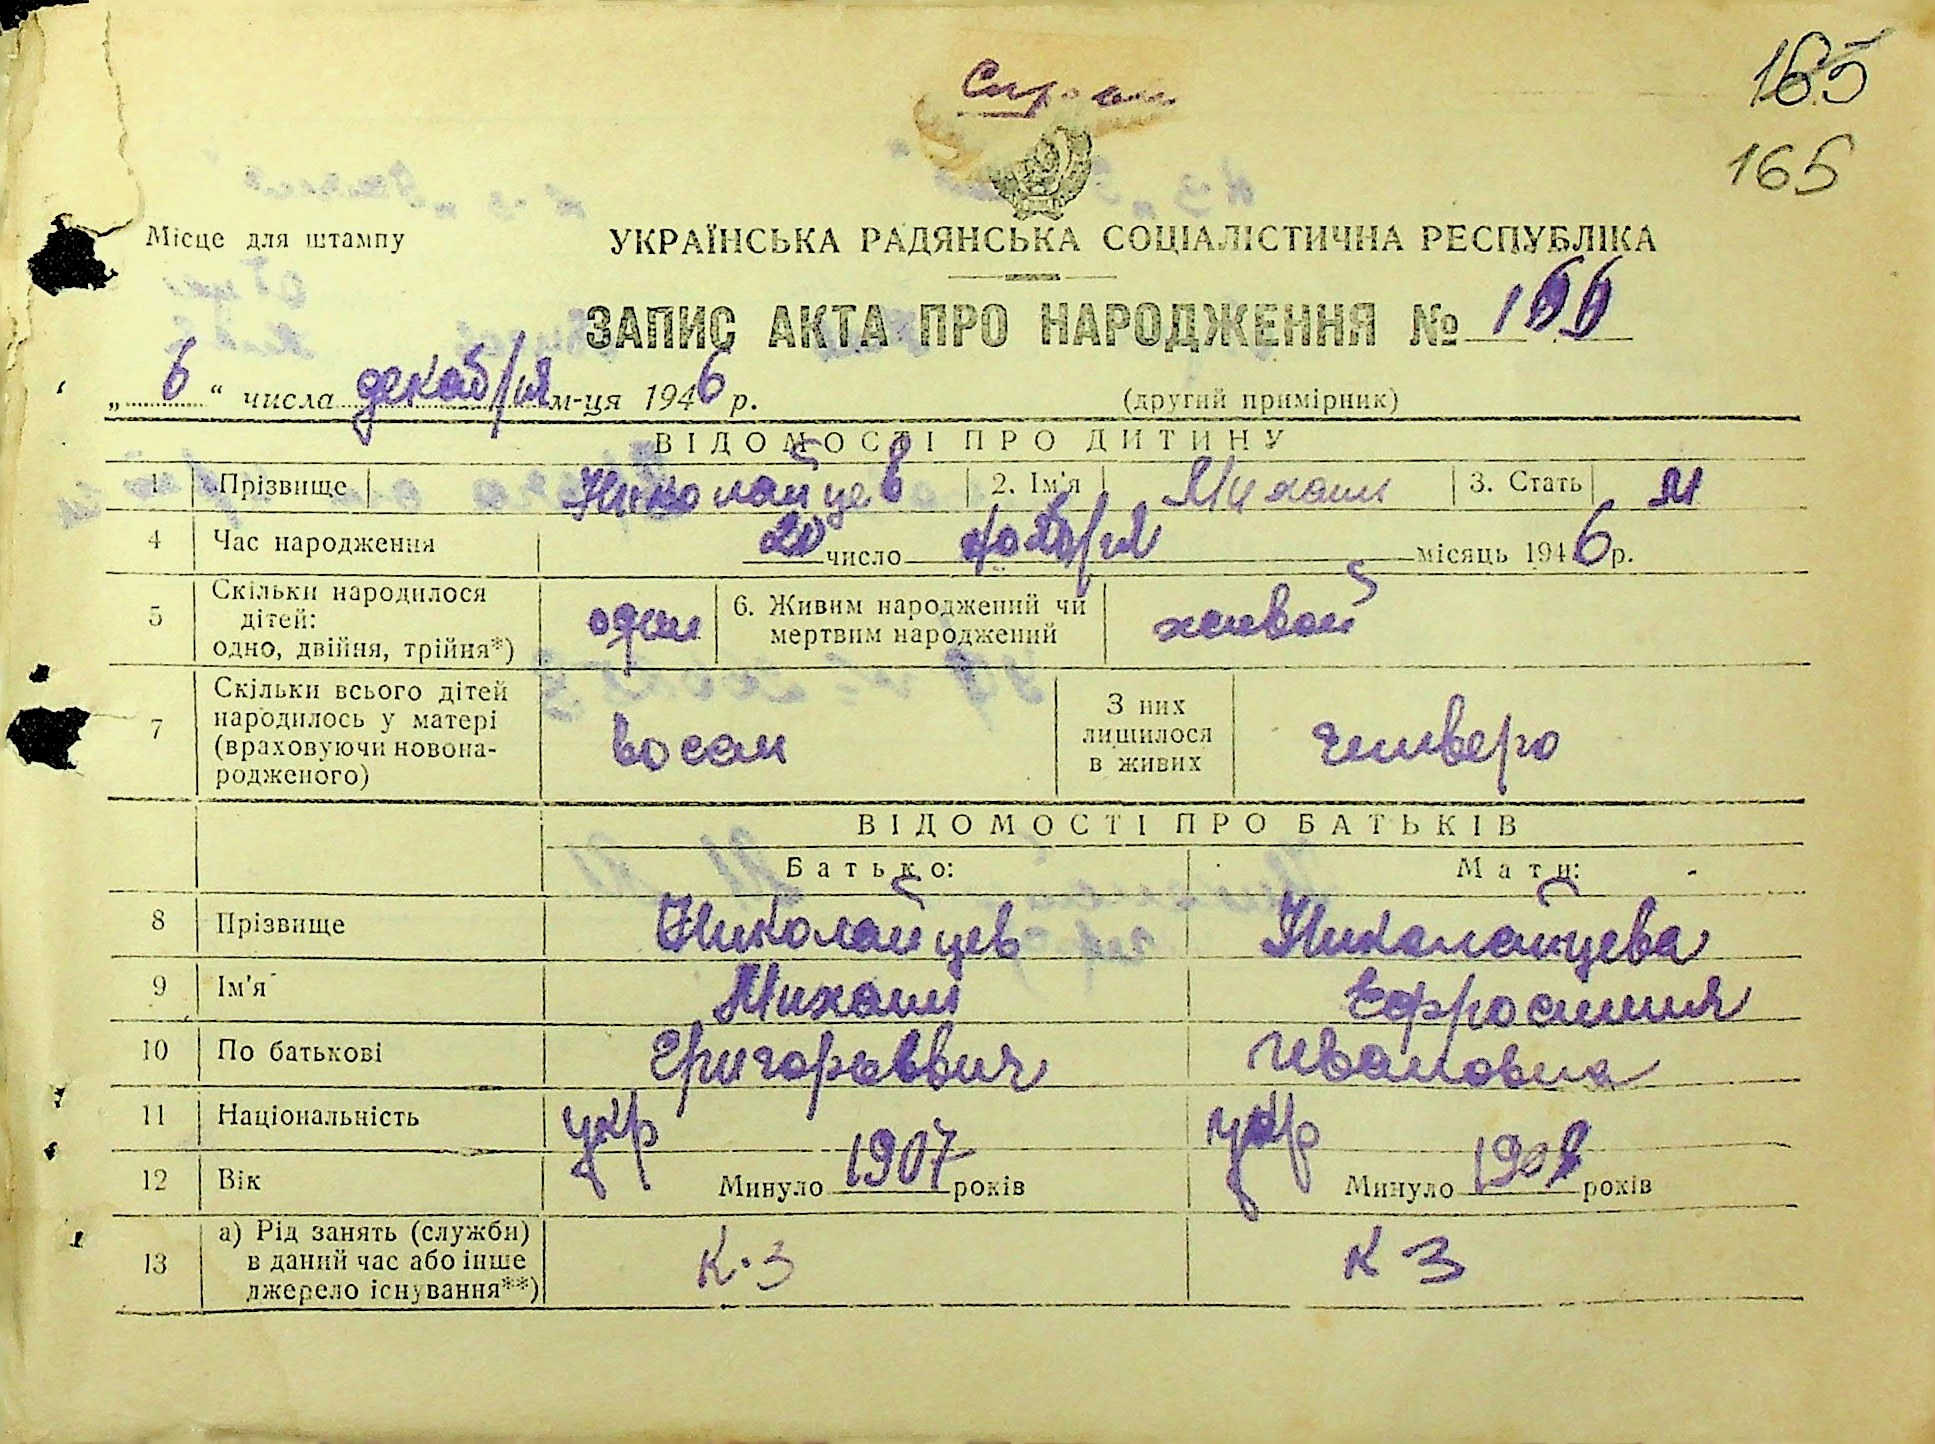 165
165
Місце для штампу
УКРАЇНСЬКА РАДЯНСЬКА СОЦІАЛІСТИЧНА РЕСПУБЛІКА
ЗАПИС АКТА ПРО НАРОДЖЕННЯ № 166
„ 6 “ числа декабря м-ця 1946 р.
(другий примірник)
ВІДОМОСТІ ПРО ДИТИНУ
1 Прізвище Николайцев 2. Ім'я Михаил 3. Стать М
4 Час народження 20 число ноября місяць 1946 р.
5 Скільки народилося
дітей:
одно, двійня, трійня*) один
6. Живим народжений чи
мертвим народжений живой
7 Скільки всього дітей
народилось у матері
(враховуючи новона-
родженого) восем
З них
лишилося
в живих
ВІДОМОСТІ ПРО БАТЬКІВ
Батько: Мати:
8 Прізвище Николайцев Николайцева
9 Ім'я Михаил Ефросиния
10 По батькові Григорьевич Ивановна
11 Національність укр укр
12 Вік Минуло 1907 років Минуло років
13 а) Рід занять (служби)
в даний час або інше
джерело існування**) к-з к з